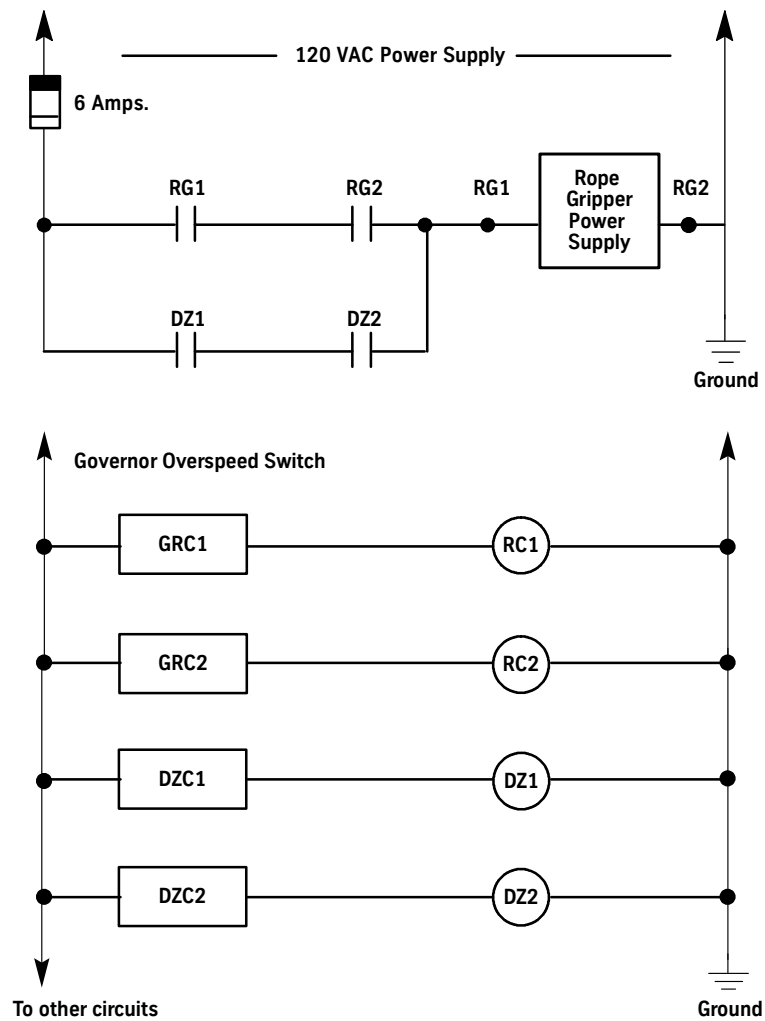 120 VAC Power Supply
6 Amps.
RG1
RG2
RG1
Rope
Gripper
Power
Supply
RG2
DZ1
DZ2
Ground
Governor Overspeed Switch
GRC1
RC1
GRC2
RC2
DZC1
DZ1
DZC2
DZ2
To other circuits
Ground